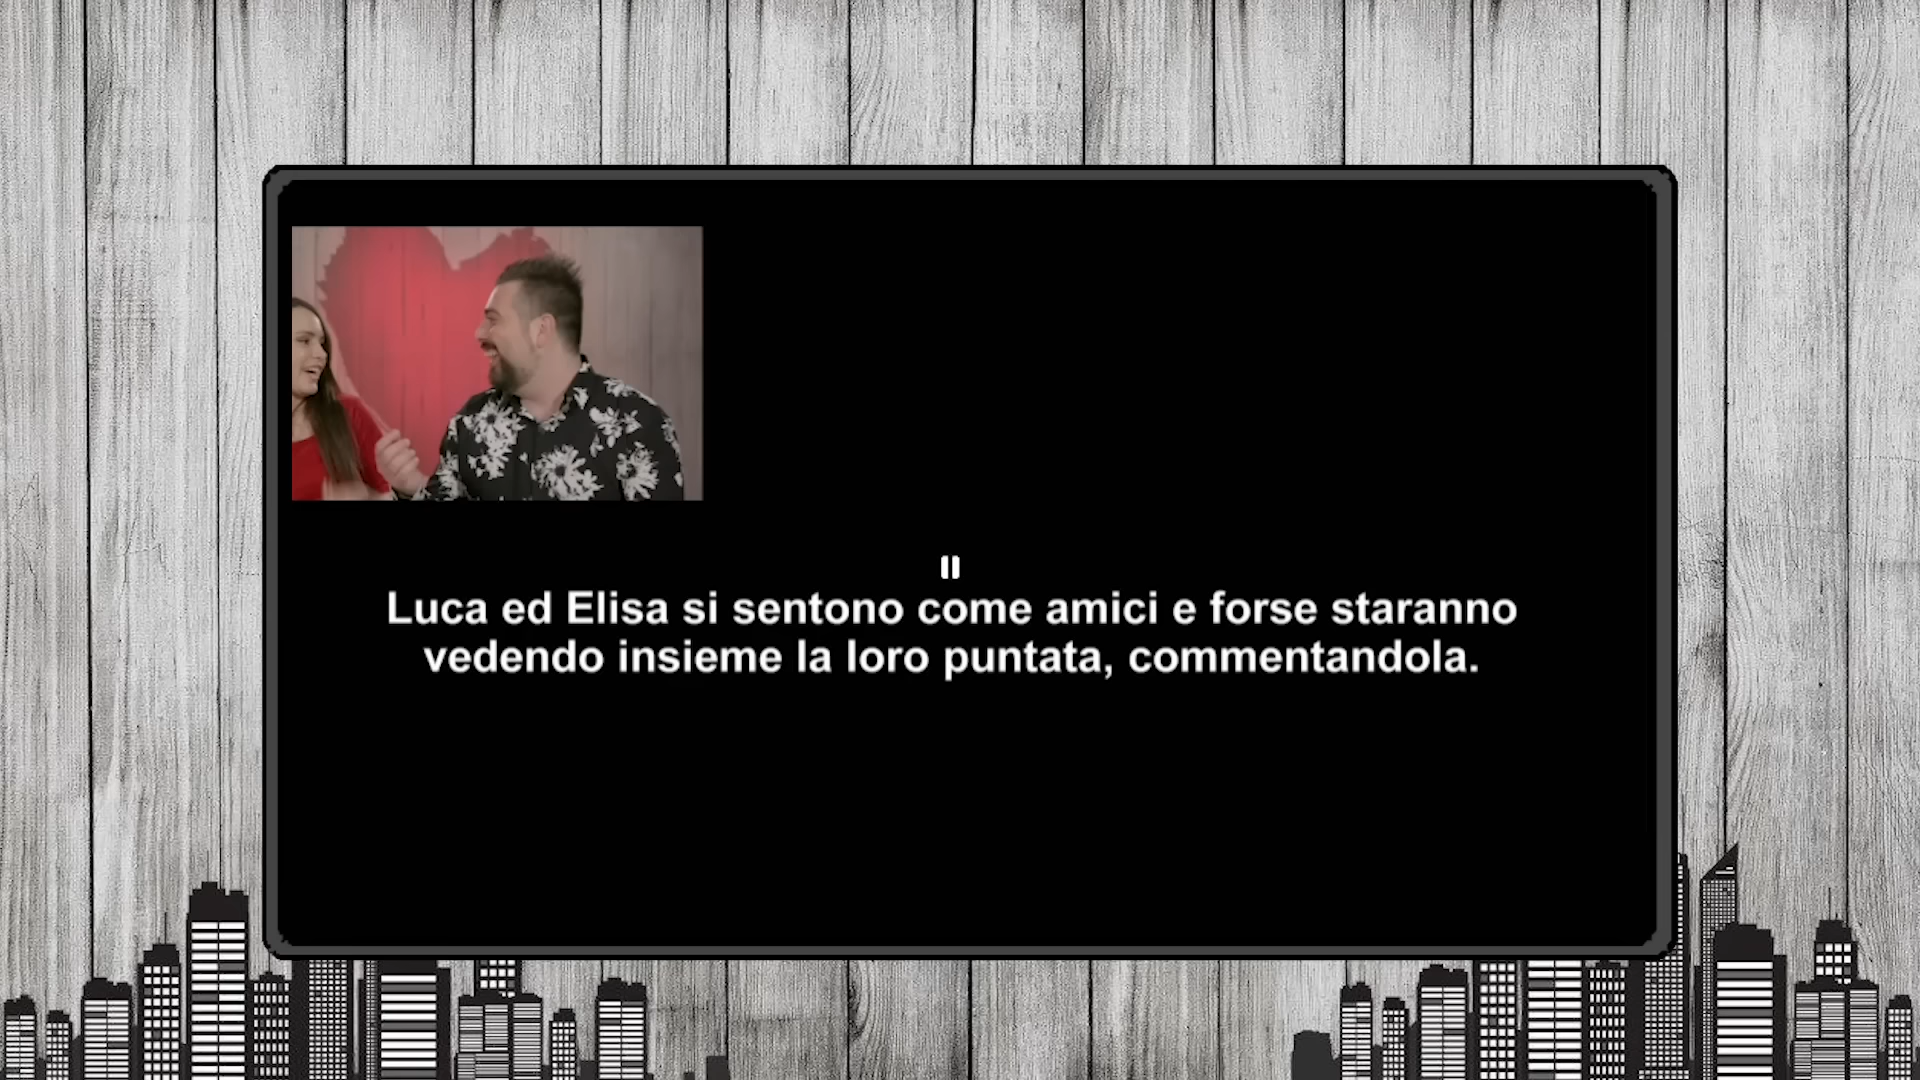 Luca ed Elisa si sentono come amici e forse staranno
vedendo insieme la loro puntata, commentandola.